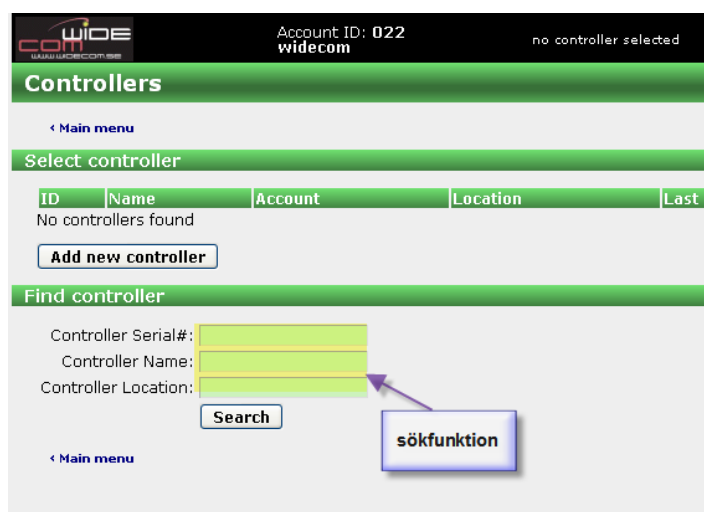 COM WIDE
www.widecom.se
Account ID: 022
widecom
no controller selected
Controllers
‹ Main menu
Select controller
ID Name Account Location Last
No controllers found
Add new controller
Find controller
Controller Serial#:
Controller Name:
Controller Location:
Search
sökfunktion
‹ Main menu